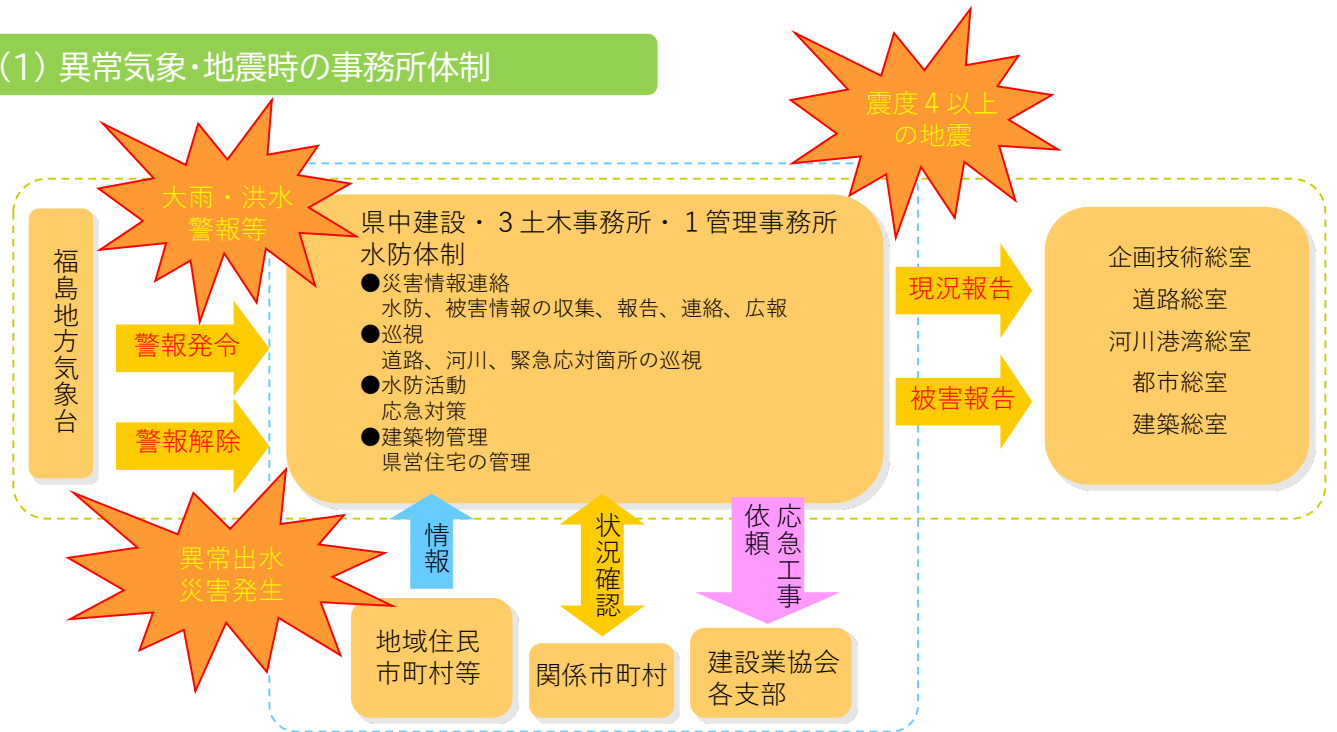 (1) 異常気象・地震時の事務所体制
震度４以上
の地震
大雨・洪水
警報等
福島地方気象台
警報発令
警報解除
県中建設・３土木事務所・１管理事務所
水防体制
●災害情報連絡
水防、被害情報の収集、報告、連絡、広報
●巡視
道路、河川、緊急応対箇所の巡視
●水防活動
応急対策
●建築物管理
県営住宅の管理
現況報告
被害報告
企画技術総室
道路総室
河川港湾総室
都市総室
建築総室
異常出水
災害発生
情報
状況確認
応急工事
依頼
地域住民
市町村等
関係市町村
建設業協会
各支部